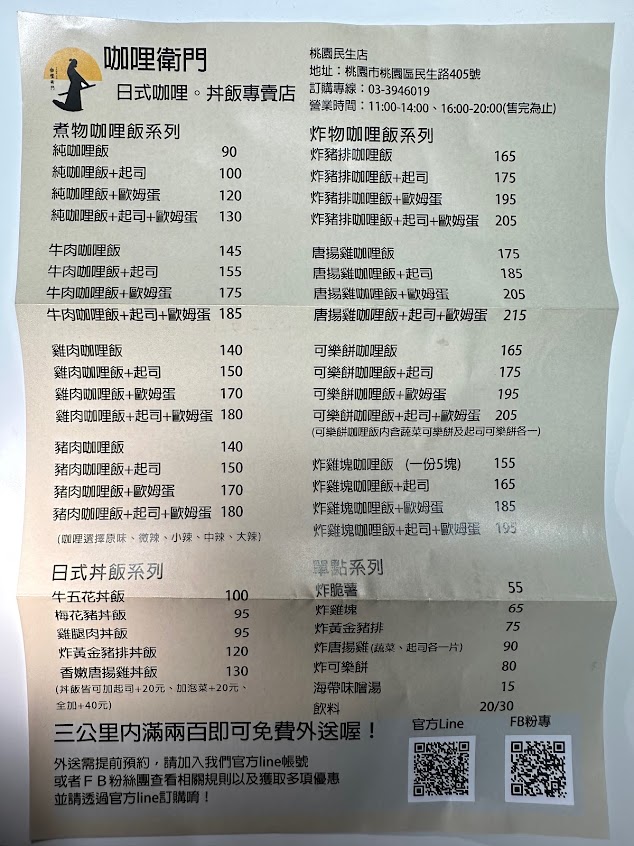 咖哩衛門
日式咖哩。丼飯專賣店
桃園民生店
地址：桃園市桃園區民生路405號
訂購專線：03-3946019
營業時間：11:00-14:00、16:00-20:00(售完為止)
煮物咖哩飯系列
純咖哩飯 90
純咖哩飯+起司 100
純咖哩飯+歐姆蛋 120
純咖哩飯+起司+歐姆蛋 130
牛肉咖哩飯 145
牛肉咖哩飯+起司 155
牛肉咖哩飯+歐姆蛋 175
牛肉咖哩飯+起司+歐姆蛋 185
雞肉咖哩飯 140
雞肉咖哩飯+起司 150
雞肉咖哩飯+歐姆蛋 170
雞肉咖哩飯+起司+歐姆蛋 180
豬肉咖哩飯 140
豬肉咖哩飯+起司 150
豬肉咖哩飯+歐姆蛋 170
豬肉咖哩飯+起司+歐姆蛋 180
(咖哩選擇原味、微辣、小辣、中辣、大辣)
日式丼飯系列
牛五花丼飯 100
梅花豬丼飯 95
雞腿肉丼飯 95
炸黃金豬排丼飯 120
香嫩唐揚雞丼飯 130
(丼飯皆可加起司+20元、加泡菜+20元、
全加+40元)
炸物咖哩飯系列
炸豬排咖哩飯 165
炸豬排咖哩飯+起司 175
炸豬排咖哩飯+歐姆蛋 195
炸豬排咖哩飯+起司+歐姆蛋 205
唐揚雞咖哩飯 175
唐揚雞咖哩飯+起司 185
唐揚雞咖哩飯+歐姆蛋 205
唐揚雞咖哩飯+起司+歐姆蛋 215
可樂餅咖哩飯 165
可樂餅咖哩飯+起司 175
可樂餅咖哩飯+歐姆蛋 195
可樂餅咖哩飯+起司+歐姆蛋 205
(可樂餅咖哩飯內含蔬菜可樂餅及起司可樂餅各一)
炸雞塊咖哩飯 (一份5塊) 155
炸雞塊咖哩飯+起司 165
炸雞塊咖哩飯+歐姆蛋 185
炸雞塊咖哩飯+起司+歐姆蛋 195
單點系列
炸脆薯 55
炸雞塊 65
炸黃金豬排 75
炸唐揚雞(蔬菜、起司各一片) 90
炸可樂餅 80
海帶味噌湯 15
飲料 20/30
三公里內滿兩百即可免費外送喔！
外送需提前預約，請加入我們官方line帳號
或者ＦＢ粉絲團查看相關規則以及獲取多項優惠
並請透過官方line訂購唷！
官方Line
FB粉專